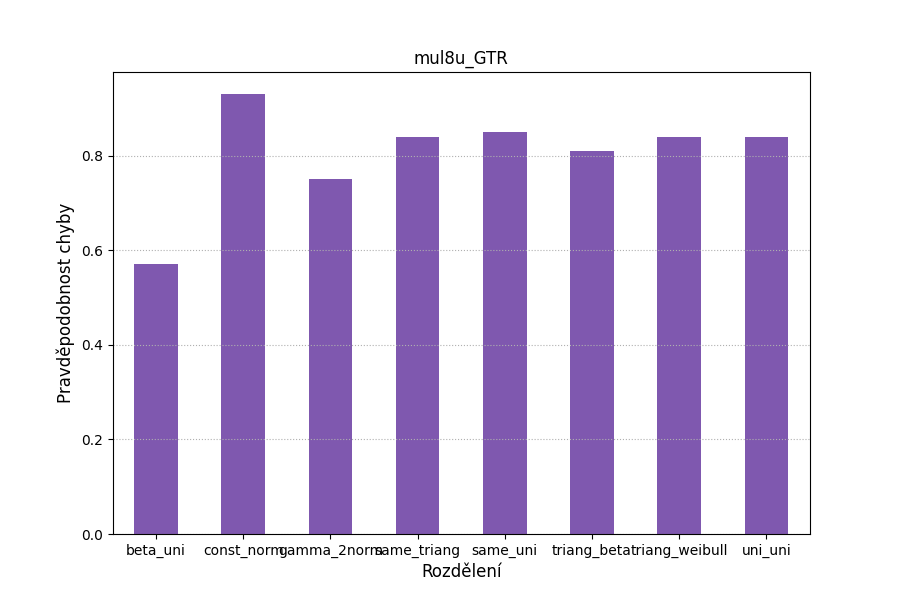 mul8u_GTR
Pravděpodobnost chyby
0.8
0.6
0.4
0.2
0.0
beta_uni const_norm gamma_2norm same_triang same_uni triang_beta triang_weibull uni_uni
Rozdělení